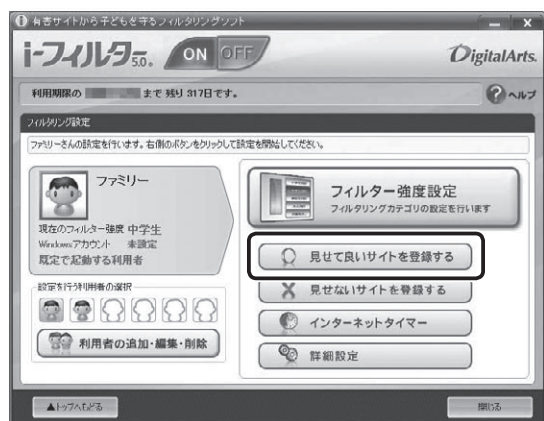 有害サイトから子どもを守るフィルタリングソフト
i-フィルター5.0. ON OFF
DigitalArts.
利用期限の まで 残り 317日です。
ヘルプ
フィルタリング設定
ファミリーさんの設定を行います。右側のボタンをクリックして設定を開始してください。
ファミリー
現在のフィルター強度 中学生
Windowsアカウント 未設定
既定で起動する利用者
設定を行う利用者の選択
利用者の追加・編集・削除
フィルター強度設定
フィルタリングカテゴリの設定を行います
見せて良いサイトを登録する
見せないサイトを登録する
インターネットタイマー
詳細設定
▲トップへもどる
閉じる